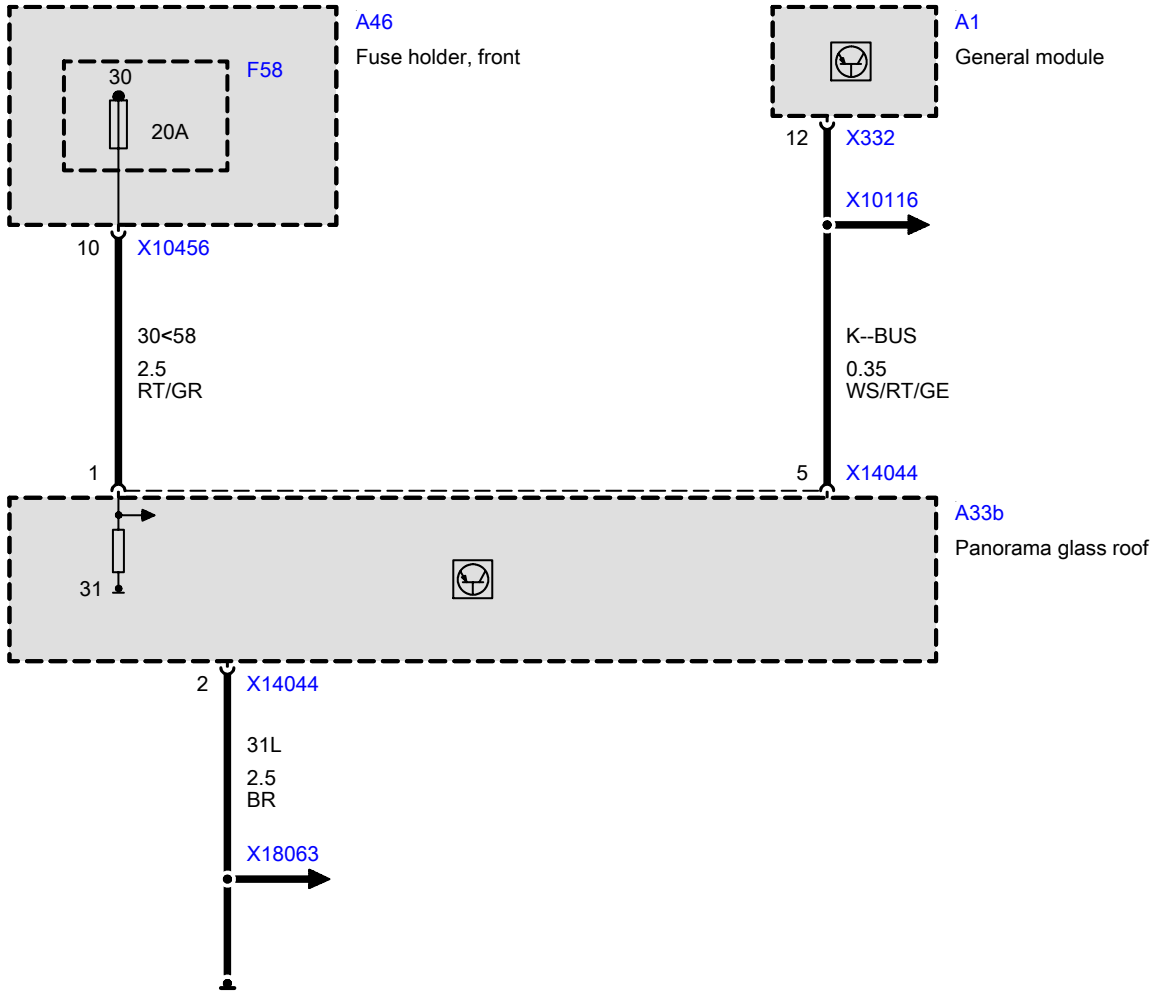 A46
Fuse holder, front
F58
30
20A
10
X10456
30<58
2.5
RT/GR
1
A1
General module
12
X332
X10116
K--BUS
0.35
WS/RT/GE
5
X14044
A33b
Panorama glass roof
31
2
X14044
31L
2.5
BR
X18063